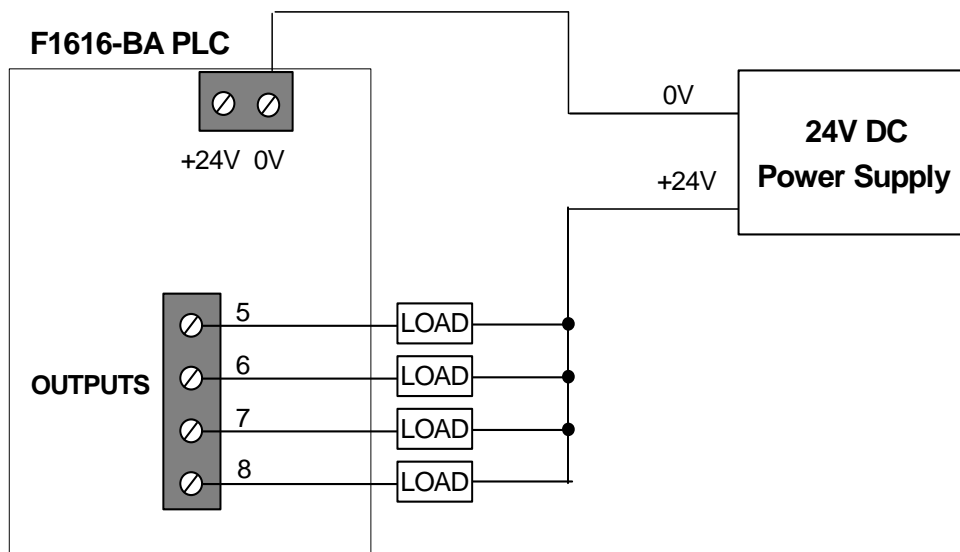 F1616-BA PLC
+24V 0V
0V
+24V
24V DC
Power Supply
OUTPUTS
5
LOAD
6
LOAD
7
LOAD
8
LOAD